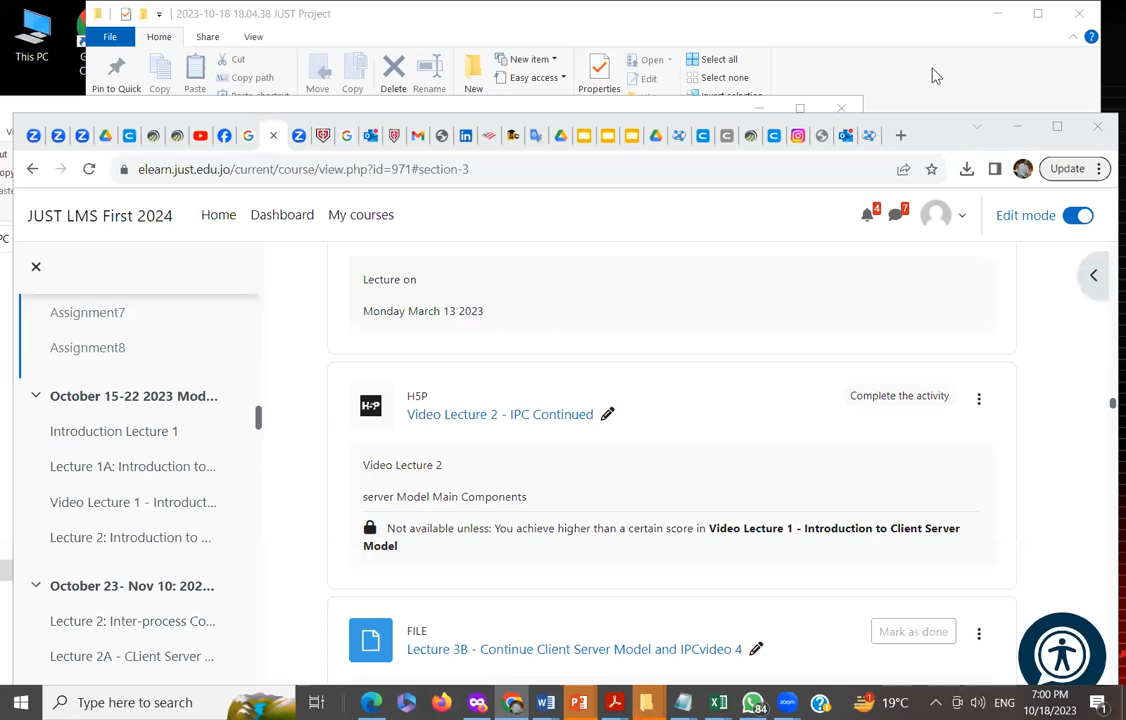 This PC
2023-10-18 18.04.38 JUST Project
File
Home
Share
View
Pin to Quick
Copy
Paste
Cut
Copy path
Move
Copy
Delete
Rename
New
New item
Easy access
Properties
Open
Edit
Select all
Select none
elearn.just.edu.jo/current/course/view.php?id=971#section-3
Update
JUST LMS First 2024
Home
Dashboard
My courses
4
7
Edit mode
Assignment7
Assignment8
October 15-22 2023 Mod...
Introduction Lecture 1
Lecture 1A: Introduction to...
Video Lecture 1 - Introduct...
Lecture 2: Introduction to ...
October 23- Nov 10: 202...
Lecture 2: Inter-process Co...
Lecture 2A - CLient Server ...
Lecture on
Monday March 13 2023
H5P
H5P
Video Lecture 2 - IPC Continued
Complete the activity
Video Lecture 2
server Model Main Components
Not available unless: You achieve higher than a certain score in Video Lecture 1 - Introduction to Client Server
Model
FILE
Lecture 3B - Continue Client Server Model and IPCvideo 4
Mark as done
Type here to search
84
19°C
ENG
7:00 PM
10/18/2023
1